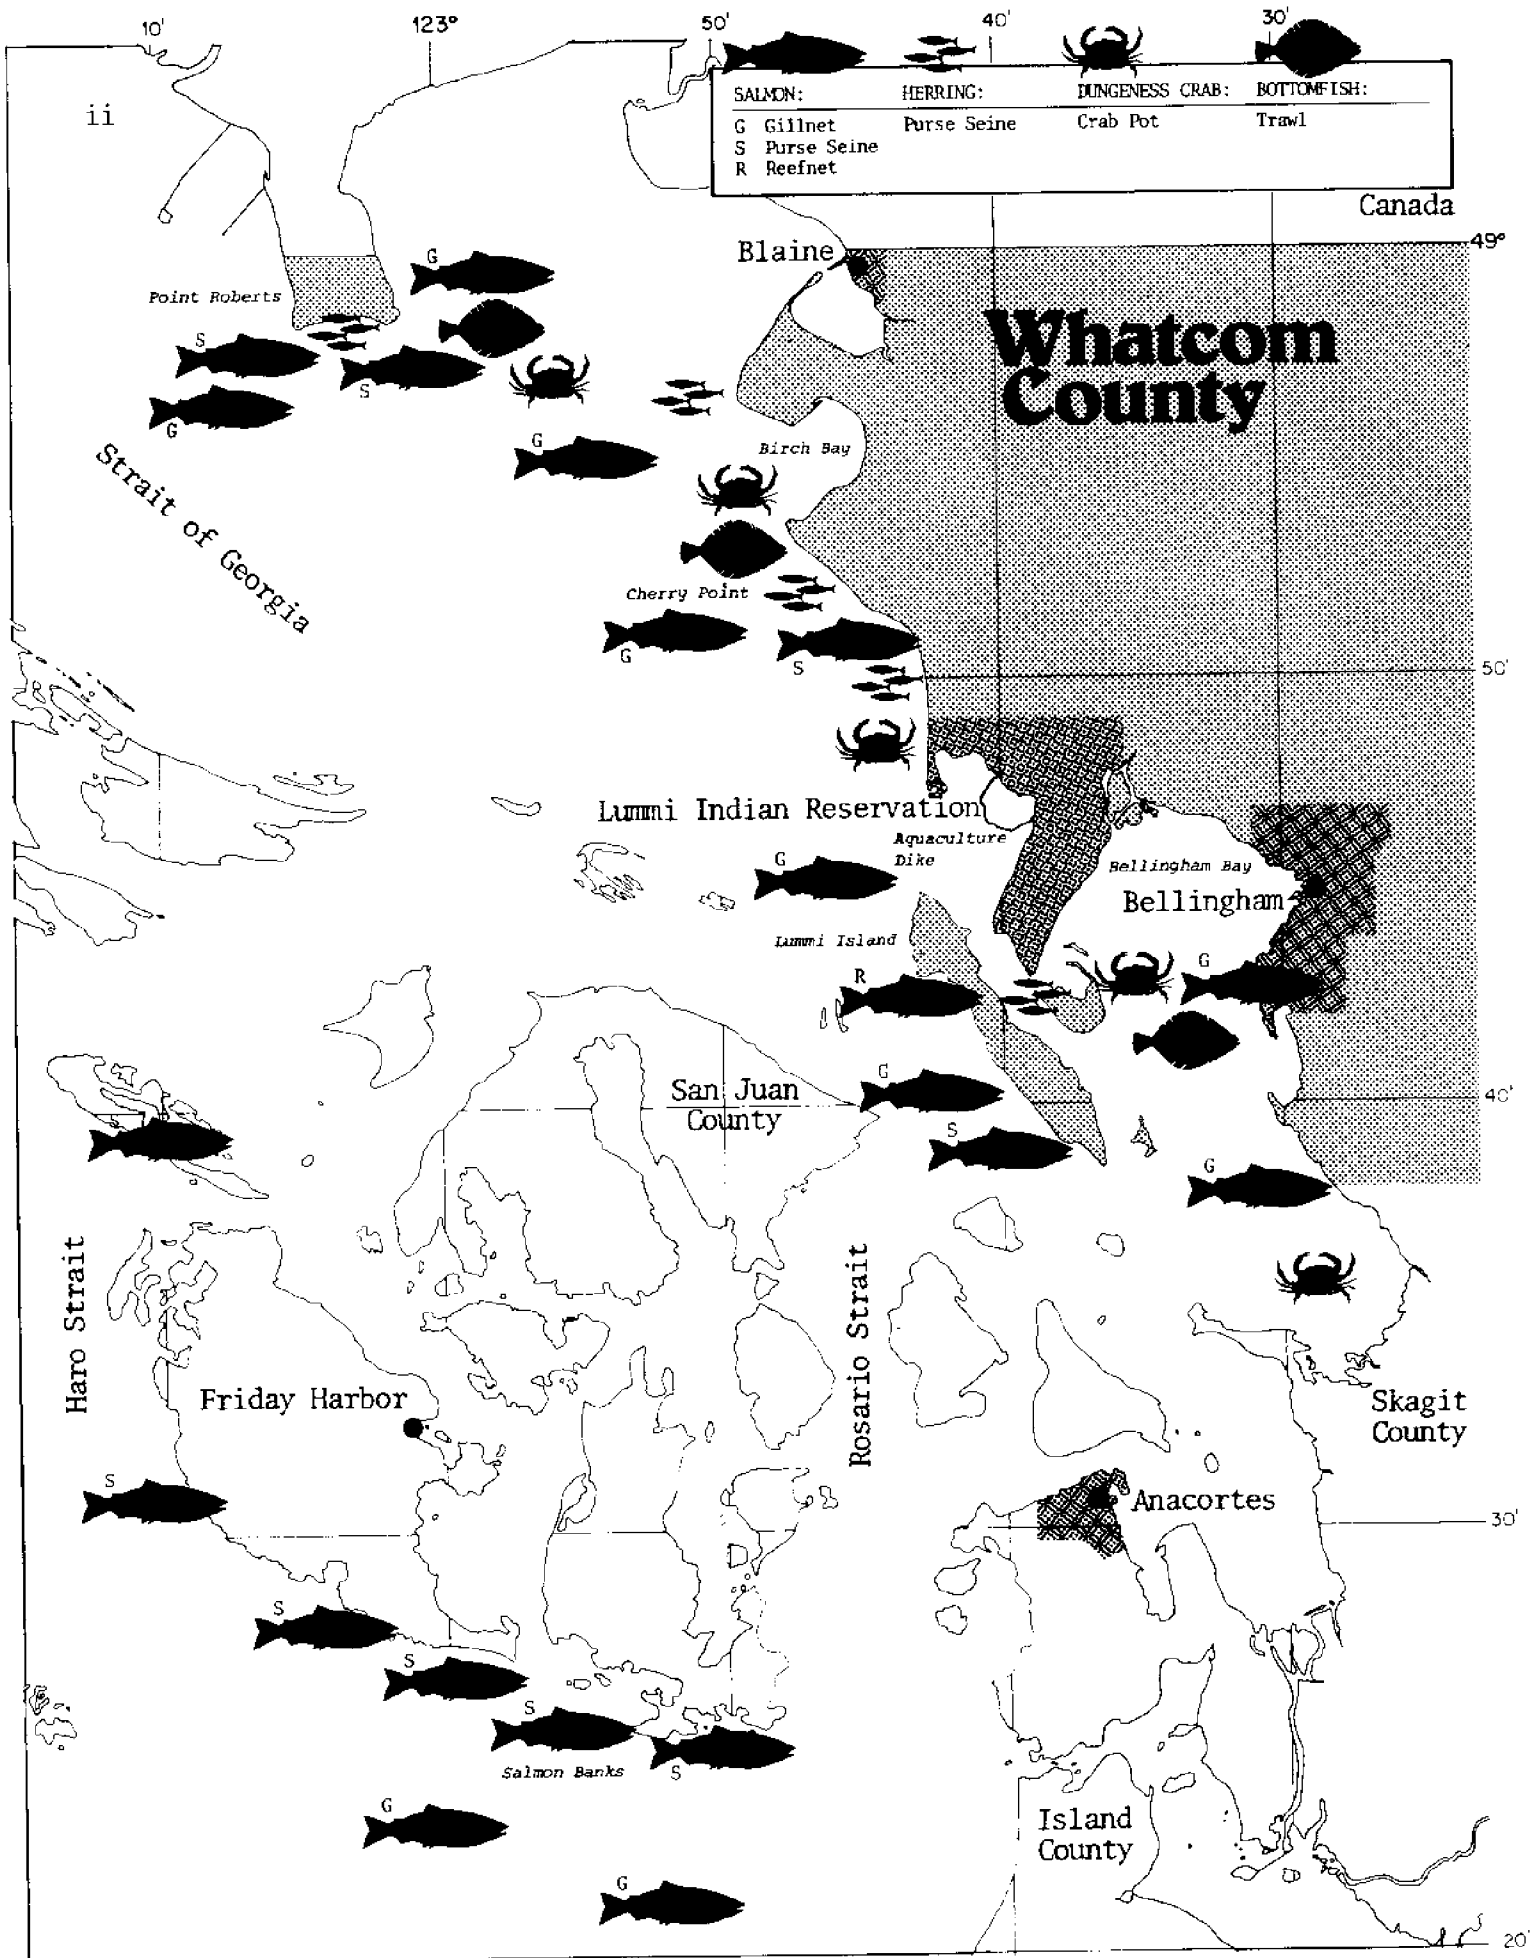 10'
123°
50'
40'
30'
ii
SALMON:
HERRING:
DUNGENESS CRAB:
BOTTOMFISH:
G Gillnet
Purse Seine
Crab Pot
Trawl
S Purse Seine
R Reefnet
Canada
49°
Blaine
G
Point Roberts
Whatcom
County
S
S
G
G
Birch Bay
Strait of Georgia
Cherry Point
G
S
50'
Lummi Indian Reservation
Aquaculture
Dike
G
Bellingham Bay
Bellingham
Lummi Island
R
G
G
San Juan
County
40'
S
G
Haro Strait
Rosario Strait
Friday Harbor
Skagit
County
S
Anacortes
30'
S
S
S
S
Salmon Banks
G
Island
County
G
20'